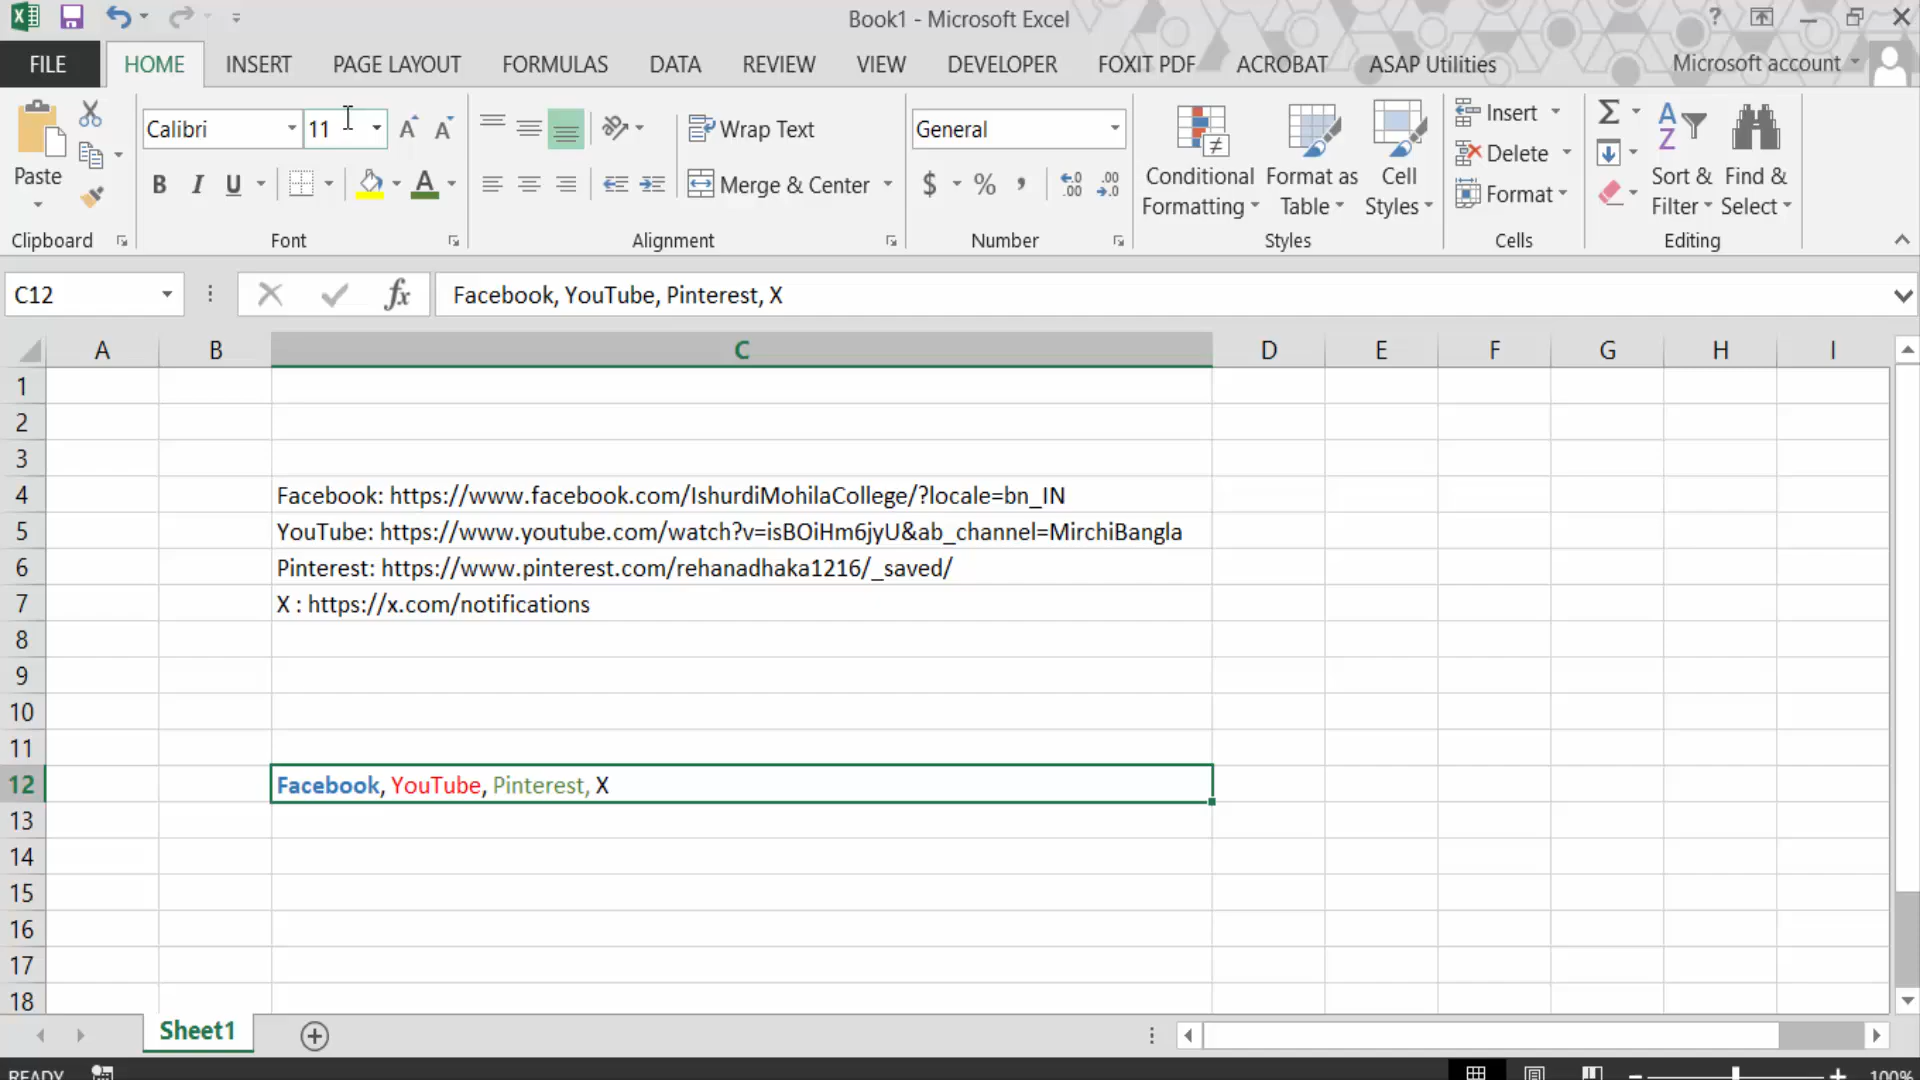 Book1 - Microsoft Excel
?
FILE HOME INSERT PAGE LAYOUT FORMULAS DATA REVIEW VIEW DEVELOPER FOXIT PDF ACROBAT ASAP Utilities Microsoft account
Calibri 11 A A Wrap Text General Insert Σ
Paste Conditional Formatting Format as Table Cell Styles Delete Sort & Filter Find & Select
B I U A Merge & Center $ % , .00 .0 Format
Clipboard Font Alignment Number Styles Cells Editing
C12 fx Facebook, YouTube, Pinterest, X
A B C D E F G H I
1
2
3
4 Facebook: https://www.facebook.com/IshurdiMohilaCollege/?locale=bn_IN
5 YouTube: https://www.youtube.com/watch?v=isBOiHm6jyU&ab_channel=MirchiBangla
6 Pinterest: https://www.pinterest.com/rehanadhaka1216/_saved/
7 X : https://x.com/notifications
8
9
10
11
12 Facebook, YouTube, Pinterest, X
13
14
15
16
17
18
Sheet1
READY 100%